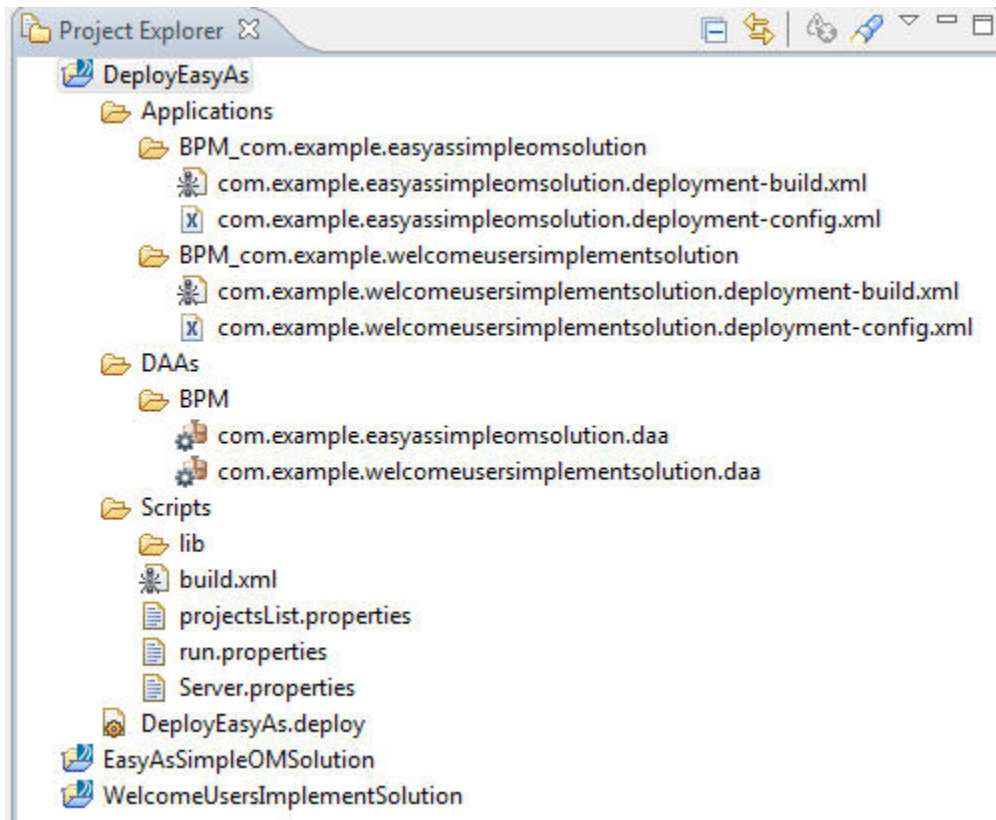 Project Explorer
DeployEasyAs
Applications
BPM_com.example.easyassimpleomsolution
com.example.easyassimpleomsolution.deployment-build.xml
com.example.easyassimpleomsolution.deployment-config.xml
BPM_com.example.welcomeusersimplementsolution
com.example.welcomeusersimplementsolution.deployment-build.xml
com.example.welcomeusersimplementsolution.deployment-config.xml
DAAs
BPM
com.example.easyassimpleomsolution.daa
com.example.welcomeusersimplementsolution.daa
Scripts
lib
build.xml
projectsList.properties
run.properties
Server.properties
DeployEasyAs.deploy
EasyAsSimpleOMSolution
WelcomeUsersImplementSolution